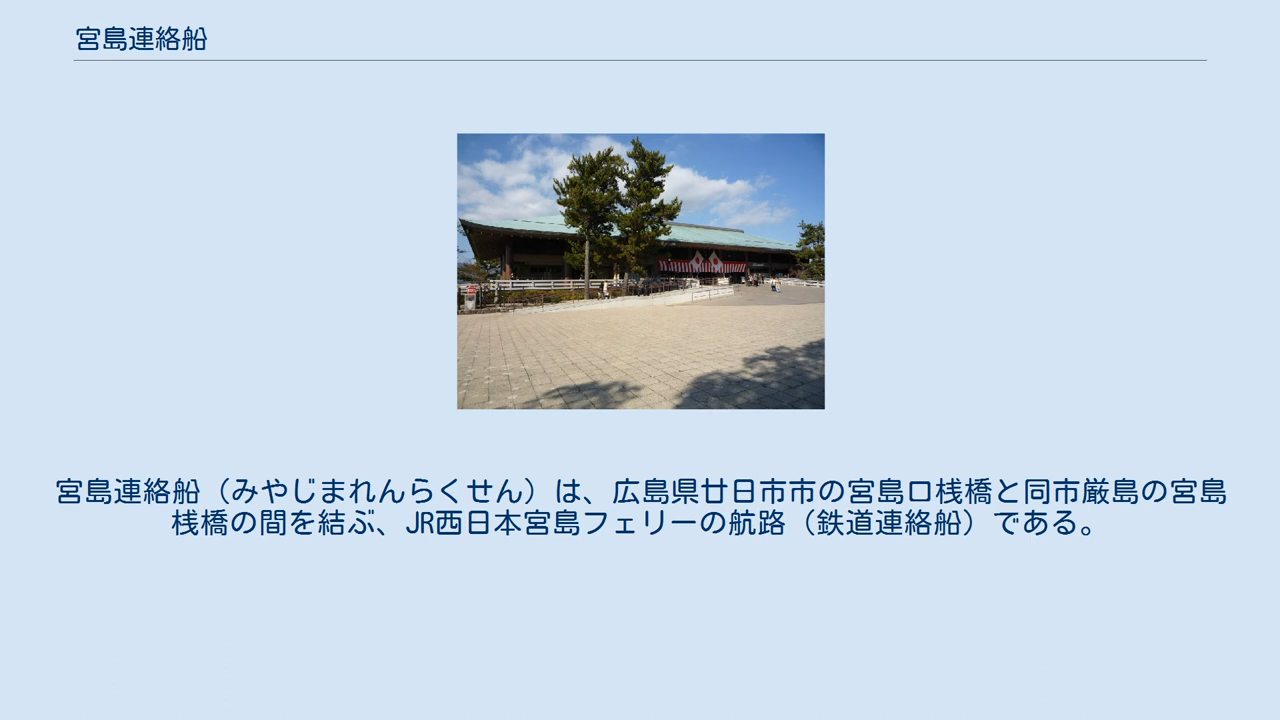 宮島連絡船
宮島連絡船（みやじまれんらくせん）は、広島県廿日市市の宮島口桟橋と同市厳島の宮島
桟橋の間を結ぶ、JR西日本宮島フェリーの航路（鉄道連絡船）である。